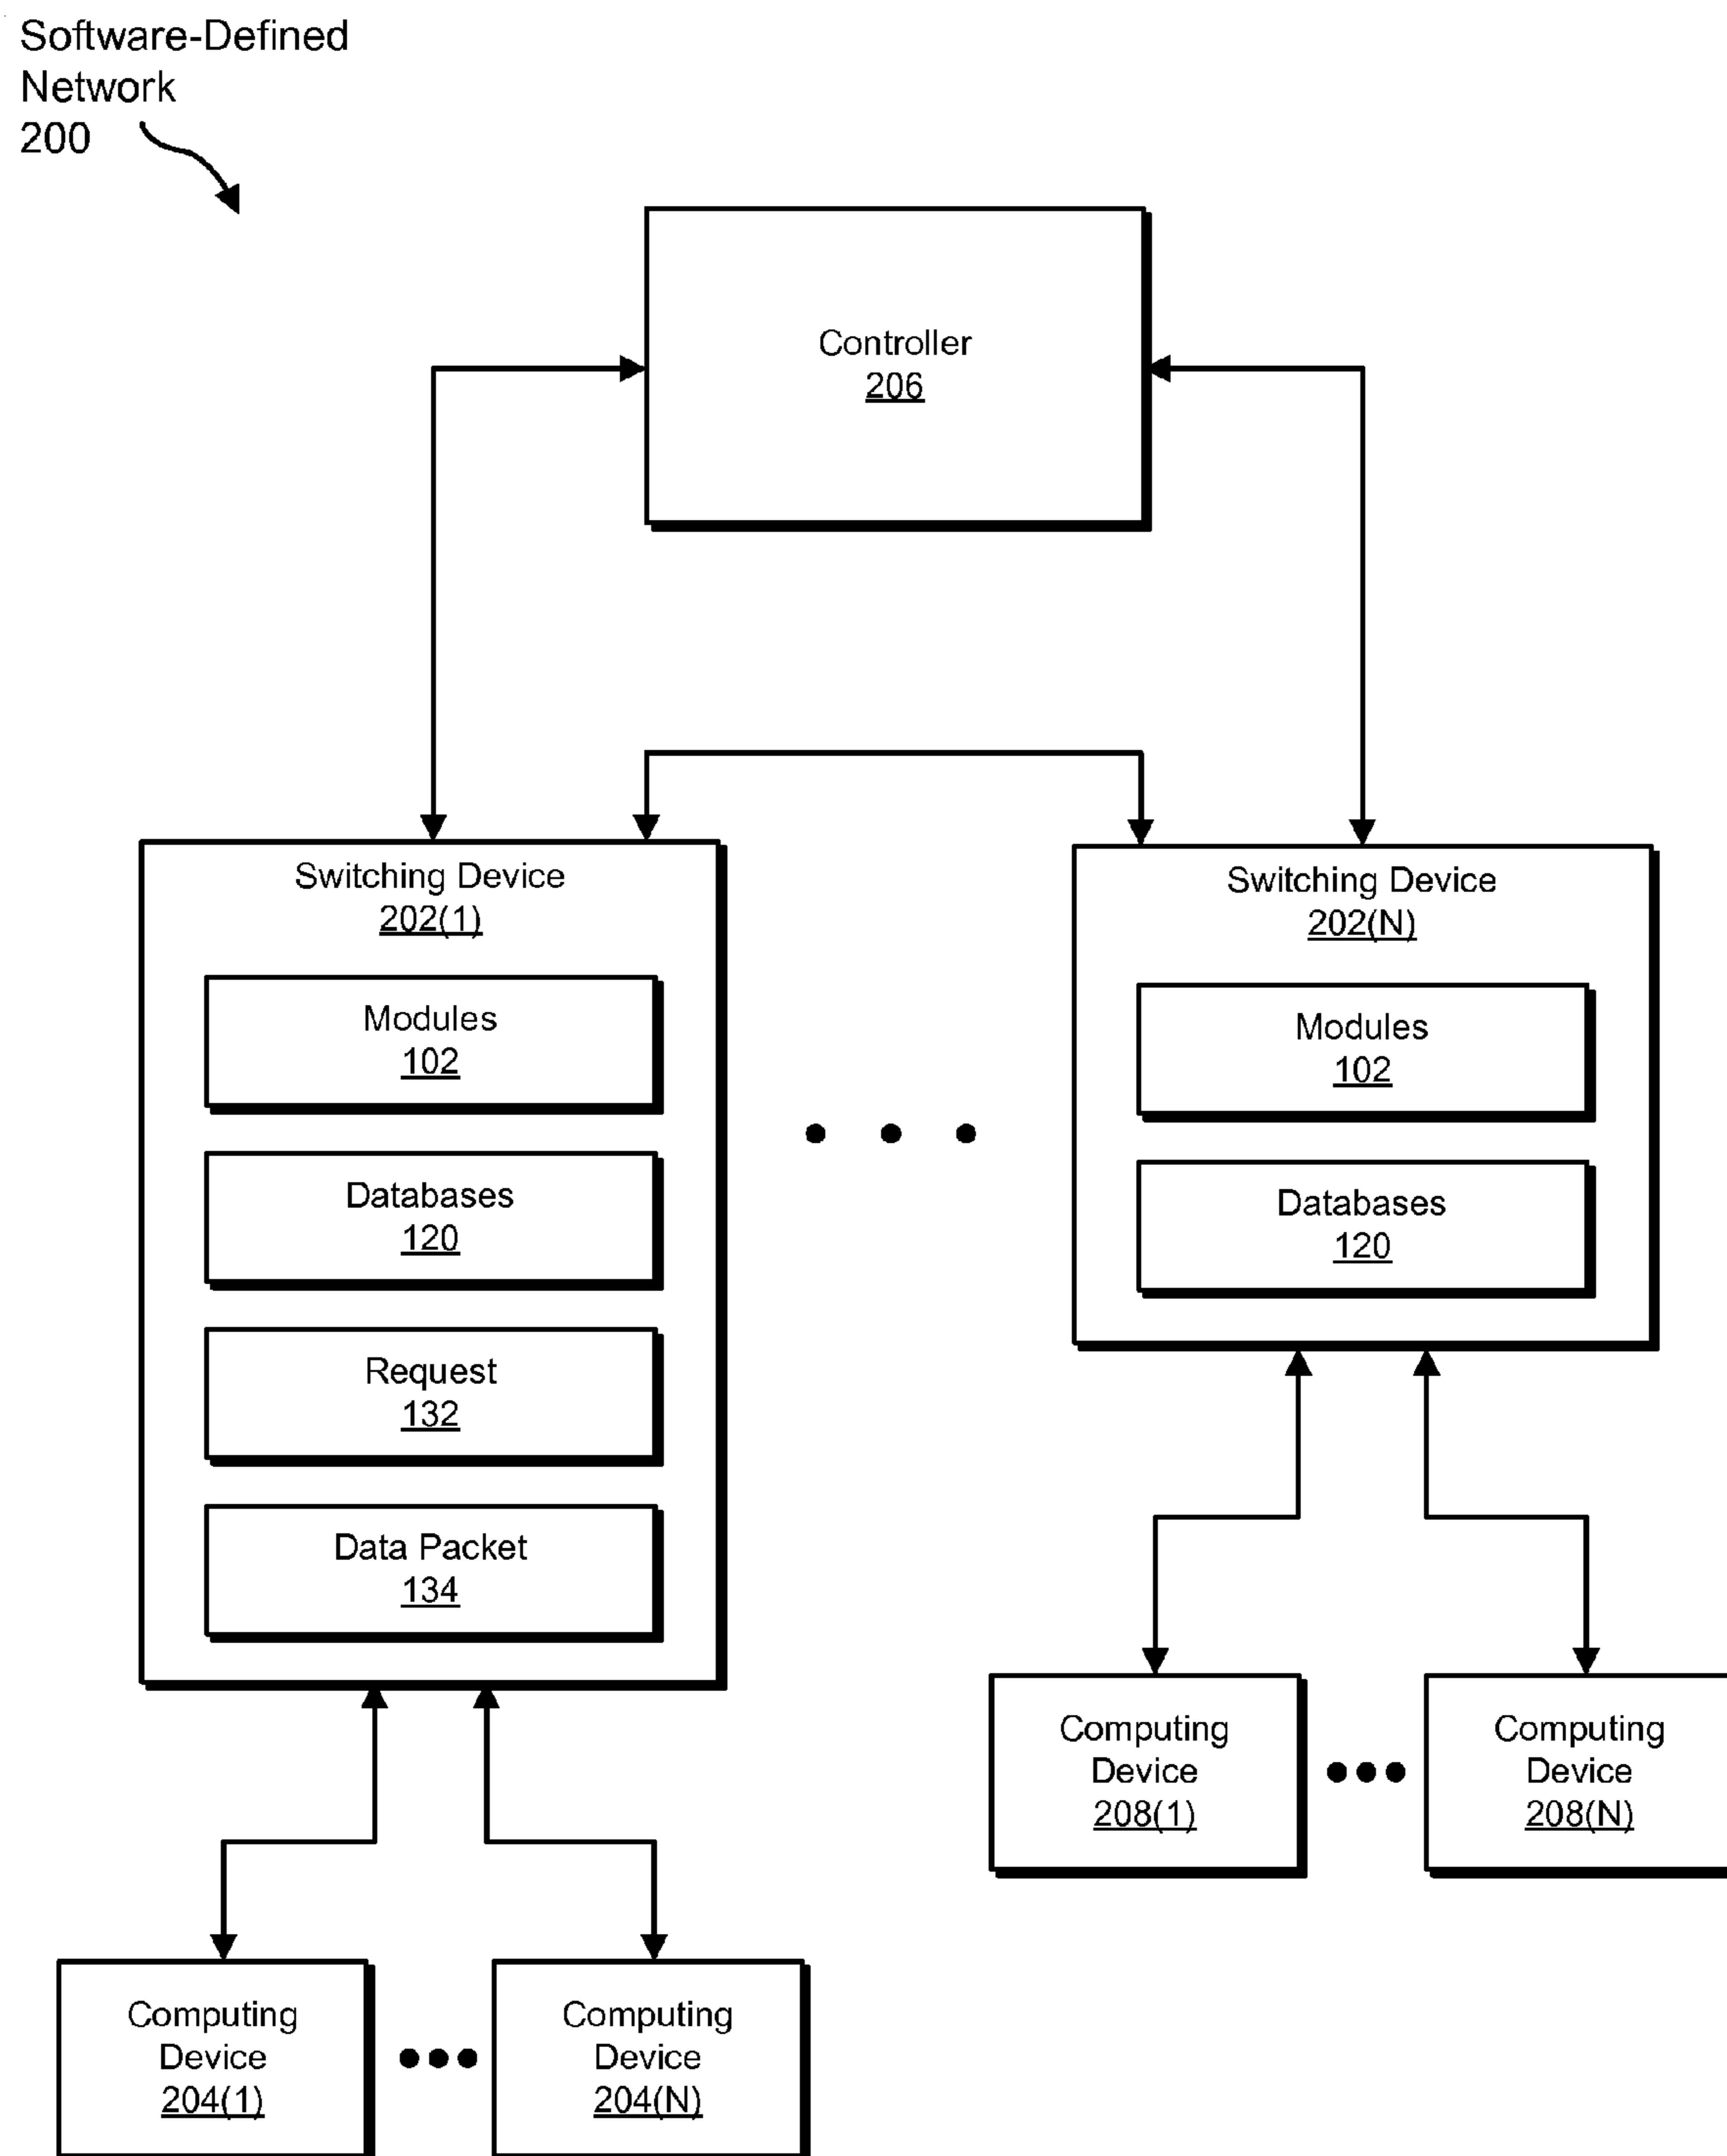 Software-Defined
Network
200
Controller
206
Switching Device
202(1)
Modules
102
Databases
120
Request
132
Data Packet
134
Switching Device
202(N)
Modules
102
Databases
120
Computing
Device
208(1)
Computing
Device
208(N)
Computing
Device
204(1)
Computing
Device
204(N)